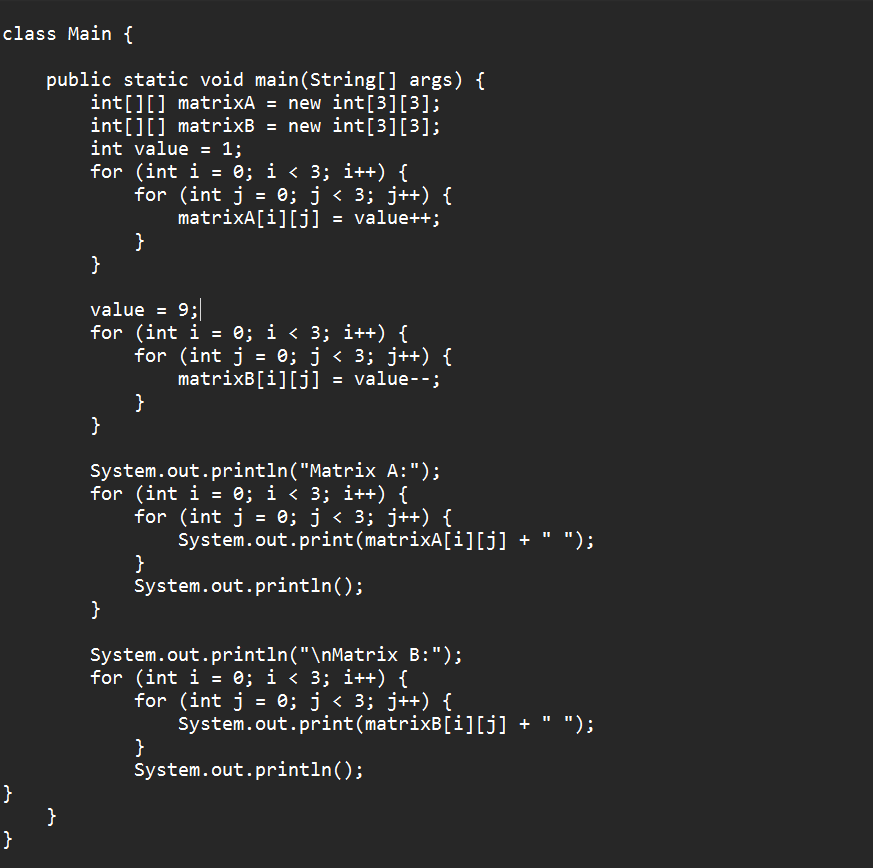 class Main {

    public static void main(String[] args) {
        int[][] matrixA = new int[3][3];
        int[][] matrixB = new int[3][3];
        int value = 1;
        for (int i = 0; i < 3; i++) {
            for (int j = 0; j < 3; j++) {
                matrixA[i][j] = value++;
            }
        }

        value = 9;
        for (int i = 0; i < 3; i++) {
            for (int j = 0; j < 3; j++) {
                matrixB[i][j] = value--;
            }
        }

        System.out.println("Matrix A:");
        for (int i = 0; i < 3; i++) {
            for (int j = 0; j < 3; j++) {
                System.out.print(matrixA[i][j] + " ");
            }
            System.out.println();
        }

        System.out.println("\nMatrix B:");
        for (int i = 0; i < 3; i++) {
            for (int j = 0; j < 3; j++) {
                System.out.print(matrixB[i][j] + " ");
            }
            System.out.println();
}
    }
}